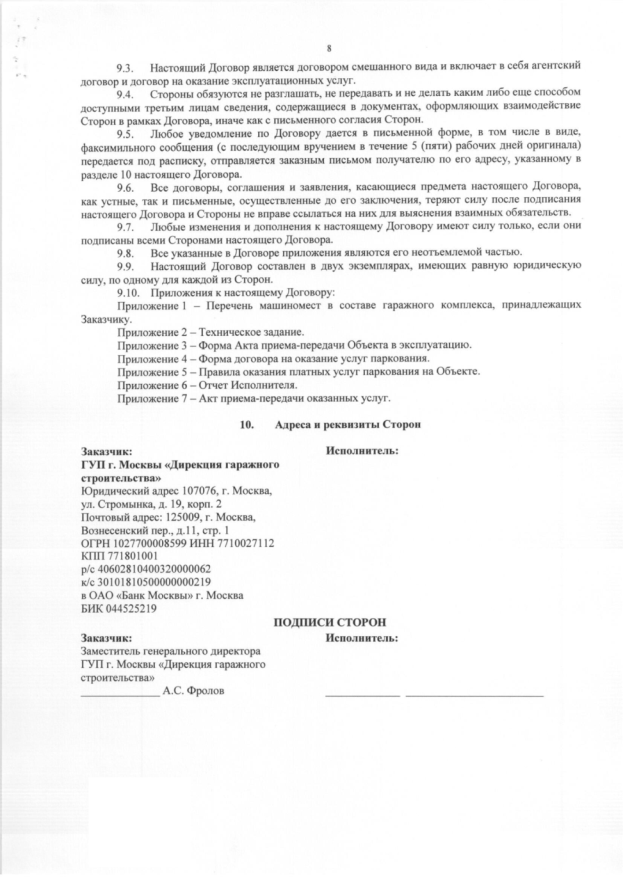 8
9.3. Настоящий Договор является договором смешанного вида и включает в себя агентский
договор и договор на оказание эксплуатационных услуг.
9.4. Стороны обязуются не разглашать, не передавать и не делать каким либо еще способом
доступными третьим лицам сведения, содержащиеся в документах, оформляющих взаимодействие
Сторон в рамках Договора, иначе как с письменного согласия Сторон.
9.5. Любое уведомление по Договору дается в письменной форме, в том числе в виде,
факсимильного сообщения (с последующим вручением в течение 5 (пяти) рабочих дней оригинала)
передается под расписку, отправляется заказным письмом получателю по его адресу, указанному в
разделе 10 настоящего Договора.
9.6. Все договоры, соглашения и заявления, касающиеся предмета настоящего Договора,
как устные, так и письменные, осуществленные до его заключения, теряют силу после подписания
настоящего Договора и Стороны не вправе ссылаться на них для выяснения взаимных обязательств.
9.7. Любые изменения и дополнения к настоящему Договору имеют силу только, если они
подписаны всеми Сторонами настоящего Договора.
9.8. Все указанные в Договоре приложения являются его неотъемлемой частью.
9.9. Настоящий Договор составлен в двух экземплярах, имеющих равную юридическую
силу, по одному для каждой из Сторон.
9.10. Приложения к настоящему Договору:
Приложение 1 – Перечень машиномест в составе гаражного комплекса, принадлежащих
Заказчику.
Приложение 2 – Техническое задание.
Приложение 3 – Форма Акта приема-передачи Объекта в эксплуатацию.
Приложение 4 – Форма договора на оказание услуг паркования.
Приложение 5 – Правила оказания платных услуг паркования на Объекте.
Приложение 6 – Отчет Исполнителя.
Приложение 7 – Акт приема-передачи оказанных услуг.
10. Адреса и реквизиты Сторон
Заказчик: Исполнитель:
ГУП г. Москвы «Дирекция гаражного
строительства»
Юридический адрес 107076, г. Москва,
ул. Стромынка, д. 19, корп. 2
Почтовый адрес: 125009, г. Москва,
Вознесенский пер., д.11, стр. 1
ОГРН 1027700008599 ИНН 7710027112
КПП 771801001
р/с 40602810400320000062
к/с 30101810500000000219
в ОАО «Банк Москвы» г. Москва
БИК 044525219
ПОДПИСИ СТОРОН
Заказчик: Исполнитель:
Заместитель генерального директора
ГУП г. Москвы «Дирекция гаражного
строительства»
_______________ А.С. Фролов ______________ __________________________